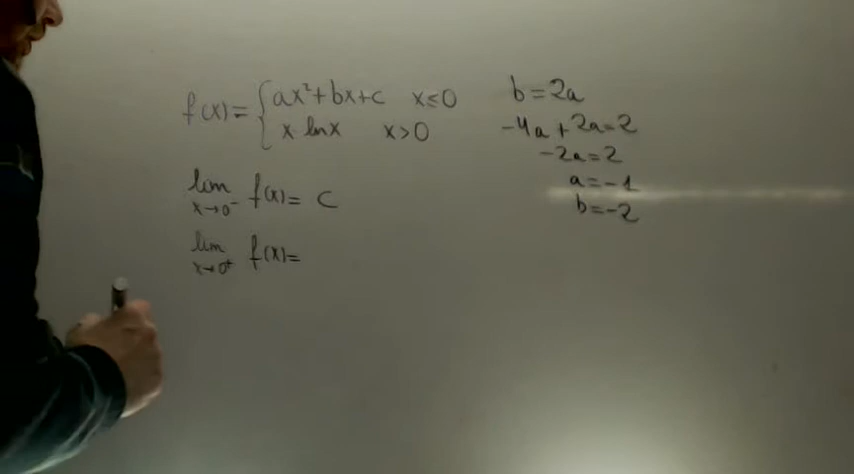 f(x)= { ax²+bx+c x≤0
x lnx x>0
lim x→0⁻ f(x)= c
lim x→0⁺ f(x)=
b=2a
-4a+2a=2
-2a=2
a=-1
b=-2